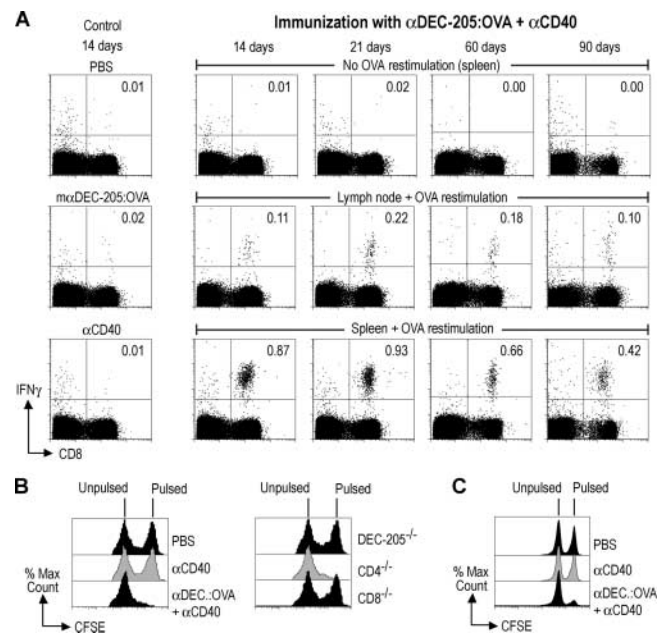 A
Control
14 days
PBS
Immunization with αDEC-205:OVA + αCD40
14 days 21 days 60 days 90 days
No OVA restimulation (spleen)
0.01 0.01 0.02 0.00 0.00
mααDEC-205:OVA
Lymph node + OVA restimulation
0.02 0.11 0.22 0.18 0.10
αCD40
Spleen + OVA restimulation
0.01 0.87 0.93 0.66 0.42
IFNγ
CD8
B
Unpulsed Pulsed
PBS
αCD40
αDEC.:OVA
+ αCD40
% Max
Count
CFSE
Unpulsed Pulsed
DEC-205-/-
CD4-/-
CD8-/-
C
Unpulsed Pulsed
PBS
αCD40
αDEC.:OVA
+ αCD40
% Max
Count
CFSE